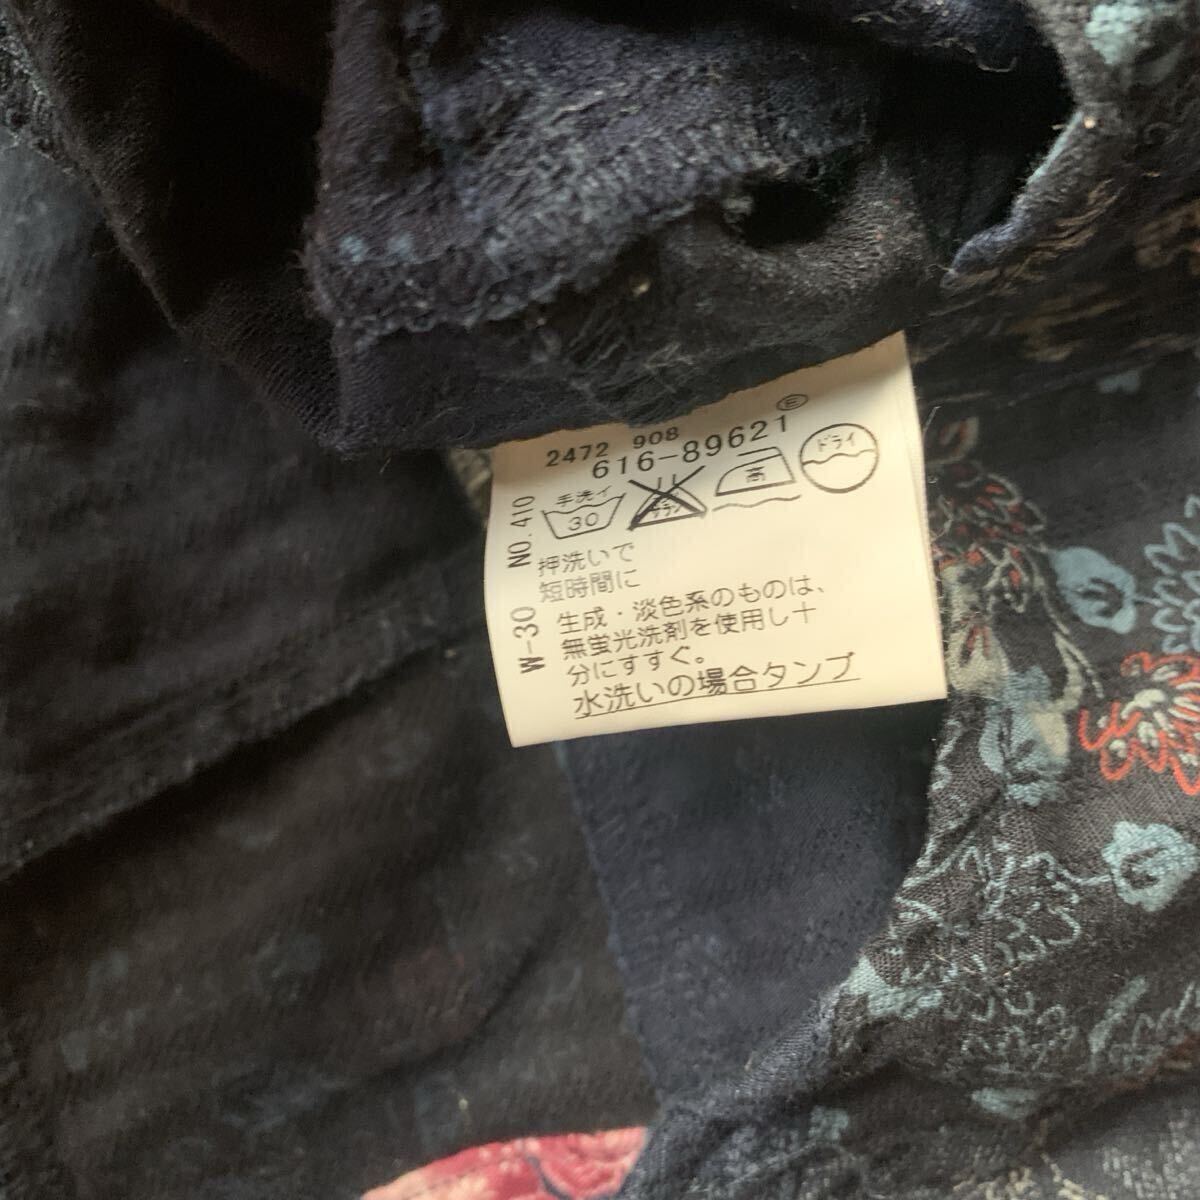 2472 908
616-89621 E
手洗イ
30
高
ドライ
NO.410
W-30
押洗いで
短時間に
生成・淡色系のものは、
無蛍光洗剤を使用し十
分にすすぐ。
水洗いの場合タンブ